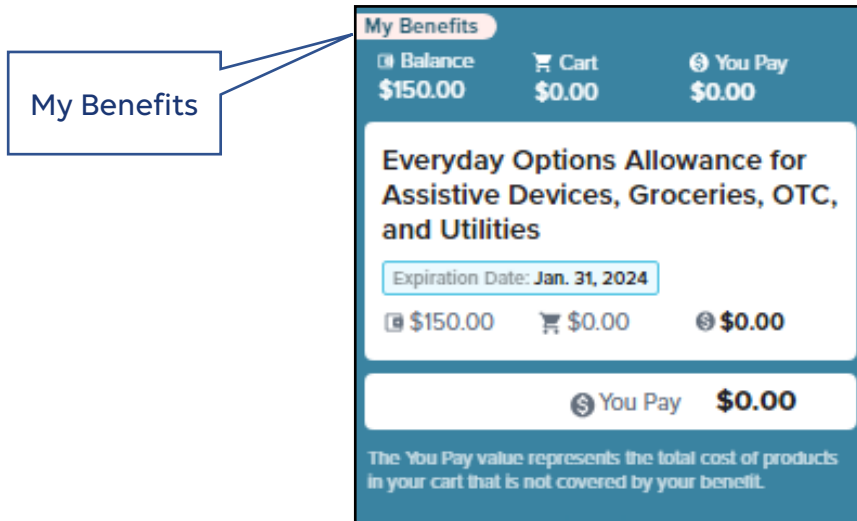 My Benefits
My Benefits
Balance Cart You Pay
$150.00 $0.00 $0.00
Everyday Options Allowance for
Assistive Devices, Groceries, OTC,
and Utilities
Expiration Date: Jan. 31, 2024
$150.00 $0.00 $0.00
You Pay $0.00
The You Pay value represents the total cost of products
in your cart that is not covered by your benefit.